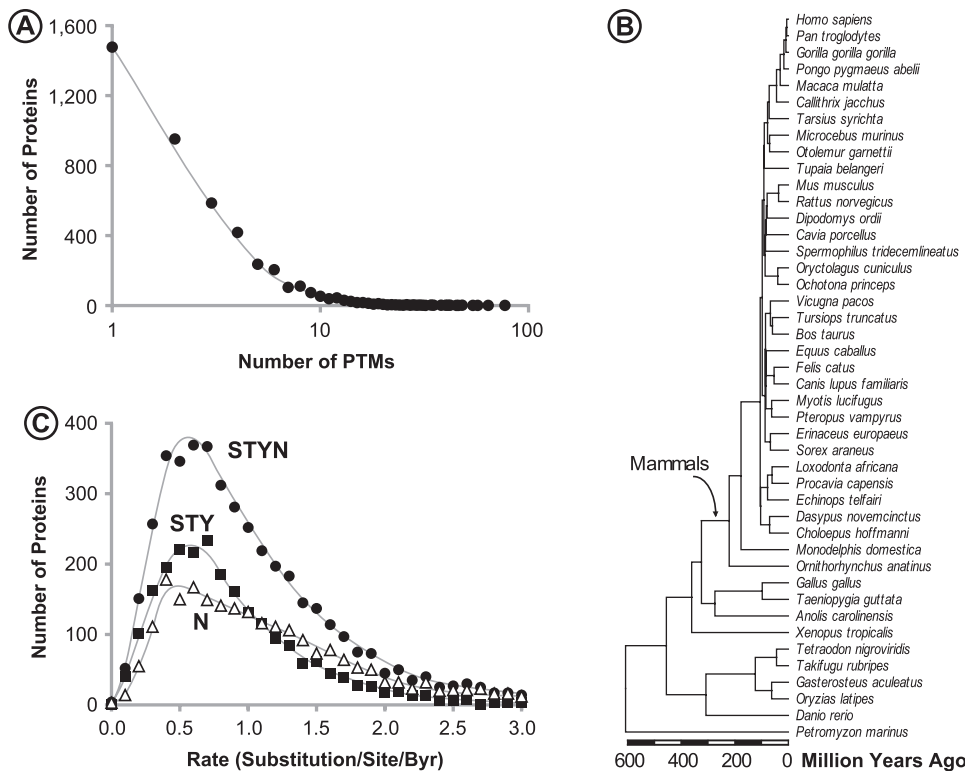 A
1,600
1,200
800
400
0
1 10 100
Number of Proteins
Number of PTMs
B
Homo sapiens
Pan troglodytes
Gorilla gorilla gorilla
Pongo pygmaeus abelii
Macaca mulatta
Callithrix jacchus
Tarsius syrichta
Microcebus murinus
Otolemur garnettii
Tupaia belangeri
Mus musculus
Rattus norvegicus
Dipodomys ordii
Cavia porcellus
Spermophilus tridecemlineatus
Oryctolagus cuniculus
Ochotona princeps
Vicugna pacos
Tursiops truncatus
Bos taurus
Equus caballus
Felis catus
Canis lupus familiaris
Myotis lucifugus
Pteropus vampyrus
Erinaceus europaeus
Sorex araneus
Loxodonta africana
Procavia capensis
Echinops telfairi
Dasypus novemcinctus
Choloepus hoffmanni
Monodelphis domestica
Ornithorhynchus anatinus
Gallus gallus
Taeniopygia guttata
Anolis carolinensis
Xenopus tropicalis
Tetraodon nigroviridis
Takifugu rubripes
Gasterosteus aculeatus
Oryzias latipes
Danio rerio
Petromyzon marinus
Mammals
600 400 200 0 Million Years Ago
C
400
300
200
100
0
0.0 0.5 1.0 1.5 2.0 2.5 3.0
Number of Proteins
Rate (Substitution/Site/Byr)
STYN
STY
N